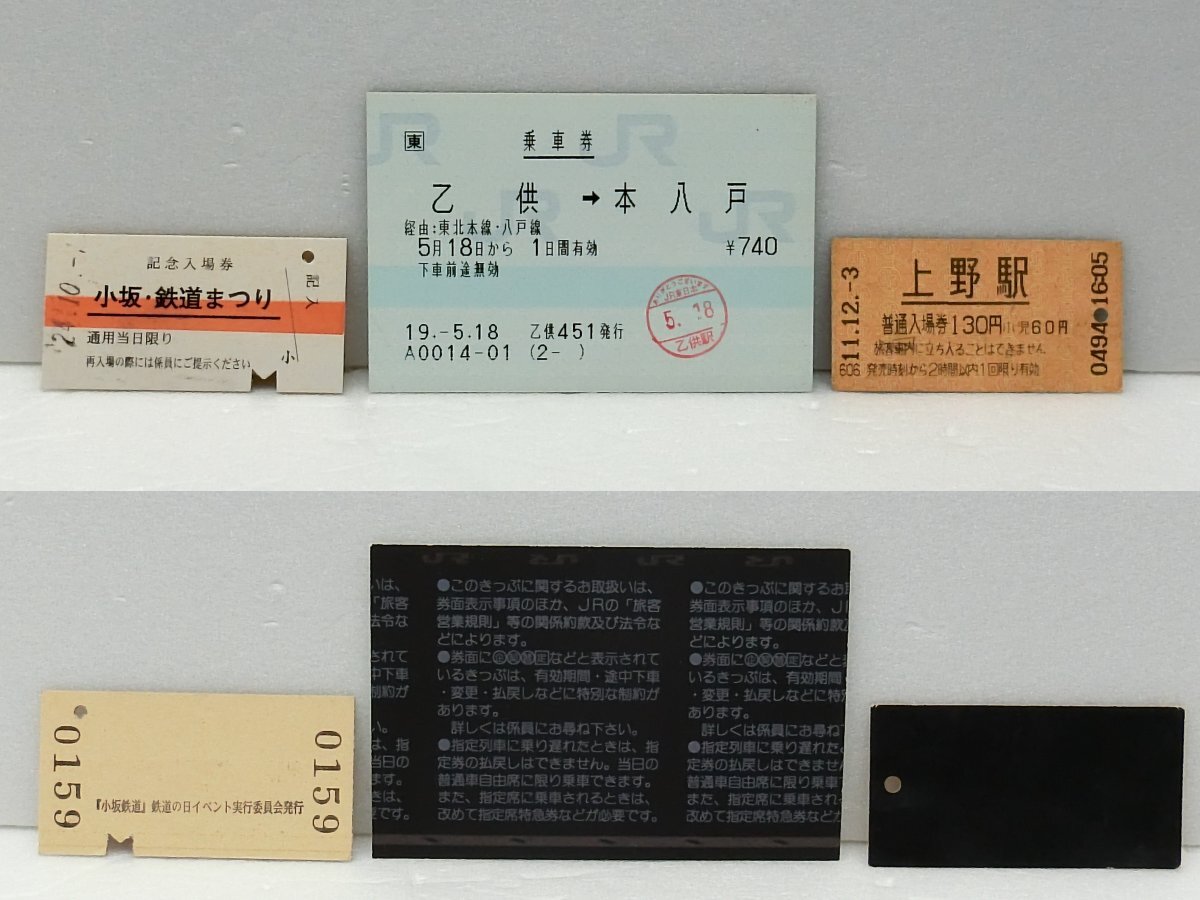 記念入場券
小坂・鉄道まつり
通用当日限り
再入場の際には係員にご提示ください
記入
小
東
乗車券
乙供 → 本八戸
経由：東北本線・八戸線
5月18日から 1日間有効
¥740
下車前途無効
19.-5.18 乙供451発行
A0014-01 (2- )
JR東日本
5.18
乙供駅
JR
JR
JR
JR
11.12.-3
上野駅
普通入場券130円 小児60円
旅客車内に立ち入ることはできません
606 発売時刻から2時間以内1回限り有効
0494 16:05
0159
『小坂鉄道』鉄道の日イベント実行委員会発行
0159
●このきっぷに関するお取扱いは、
券面表示事項のほか、JRの「旅客
営業規則」等の関係約款及び法令な
どによります。
●券面に などと表示されて
いるきっぷは、有効期間・途中下車
・変更・払戻しなどに特別な制約が
あります。
詳しくは係員にお尋ね下さい。
●指定列車に乗り遅れたときは、指
定券の払戻しはできません。当日の
普通車自由席に限り乗車できます。
また、指定席に乗車されるときは、
改めて指定席特急券などが必要です。